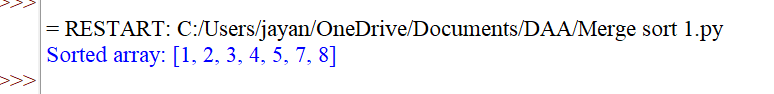 >>>
= RESTART: C:/Users/jayan/OneDrive/Documents/DAA/Merge sort 1.py
Sorted array: [1, 2, 3, 4, 5, 7, 8]
>>>